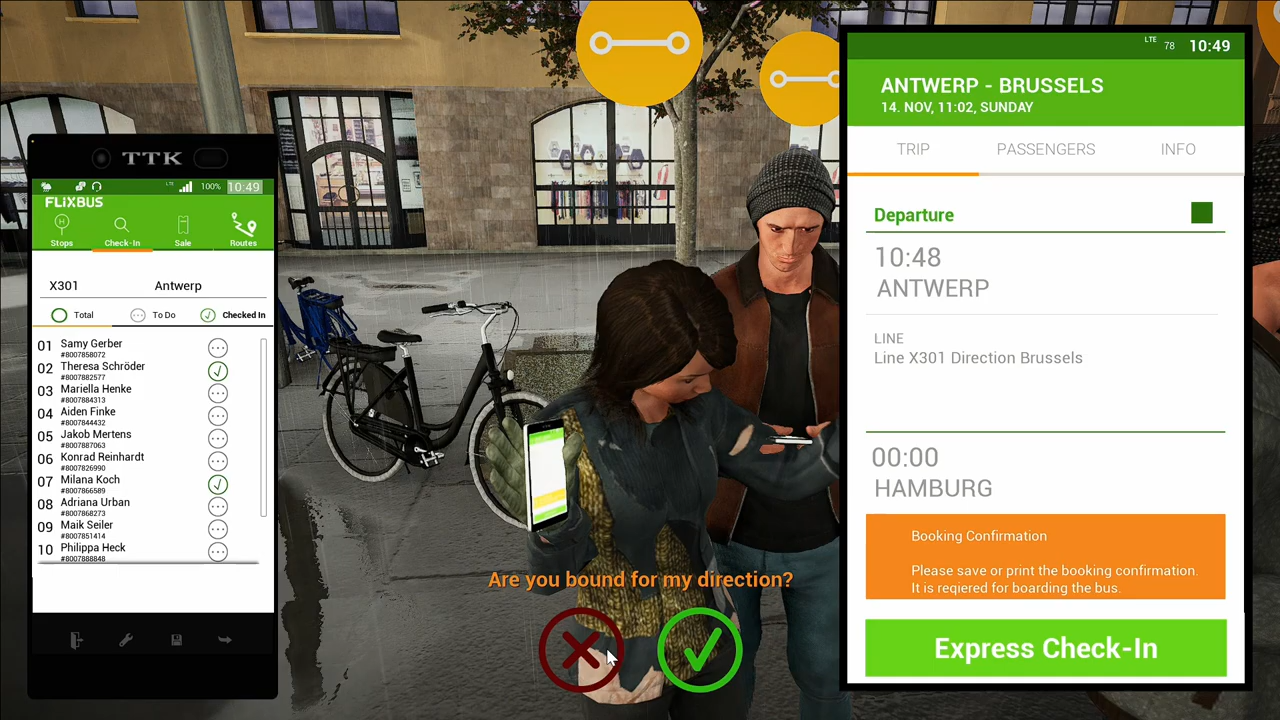 TTK
LTE
100%
10:49
FLiXBUS
Stops
Check-In
Sale
Routes
X301
Antwerp
Total
To Do
Checked In
01
Samy Gerber
#8007858072
02
Theresa Schröder
#8007882577
03
Mariella Henke
#8007884313
04
Aiden Finke
#8007844432
05
Jakob Mertens
#8007887063
06
Konrad Reinhardt
#8007826990
07
Milana Koch
#8007866589
08
Adriana Urban
#8007868273
09
Maik Seiler
#8007851414
10
Philippa Heck
#8007888848
Are you bound for my direction?
LTE
78
10:49
ANTWERP - BRUSSELS
14. NOV, 11:02, SUNDAY
TRIP
PASSENGERS
INFO
Departure
10:48
ANTWERP
LINE
Line X301 Direction Brussels
00:00
HAMBURG
Booking Confirmation
Please save or print the booking confirmation.
It is reqiered for boarding the bus.
Express Check-In